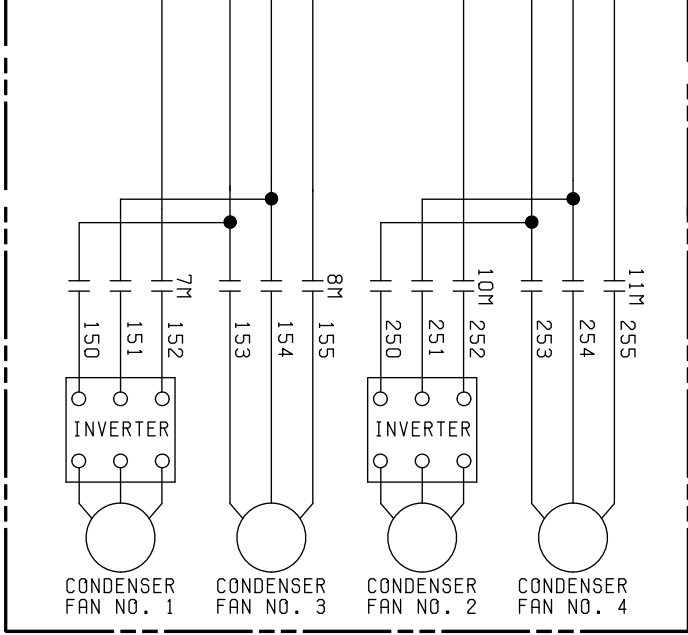 7M
8M
10M
11M
150
151
152
153
154
155
250
251
252
253
254
255
INVERTER
INVERTER
CONDENSER
FAN NO. 1
CONDENSER
FAN NO. 3
CONDENSER
FAN NO. 2
CONDENSER
FAN NO. 4